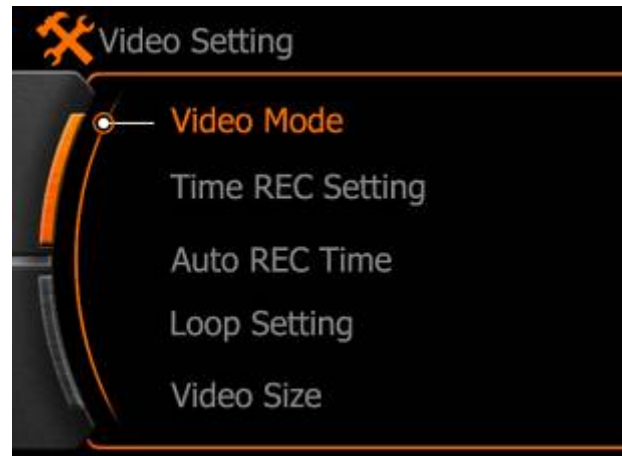 Video Setting
Video Mode
Time REC Setting
Auto REC Time
Loop Setting
Video Size